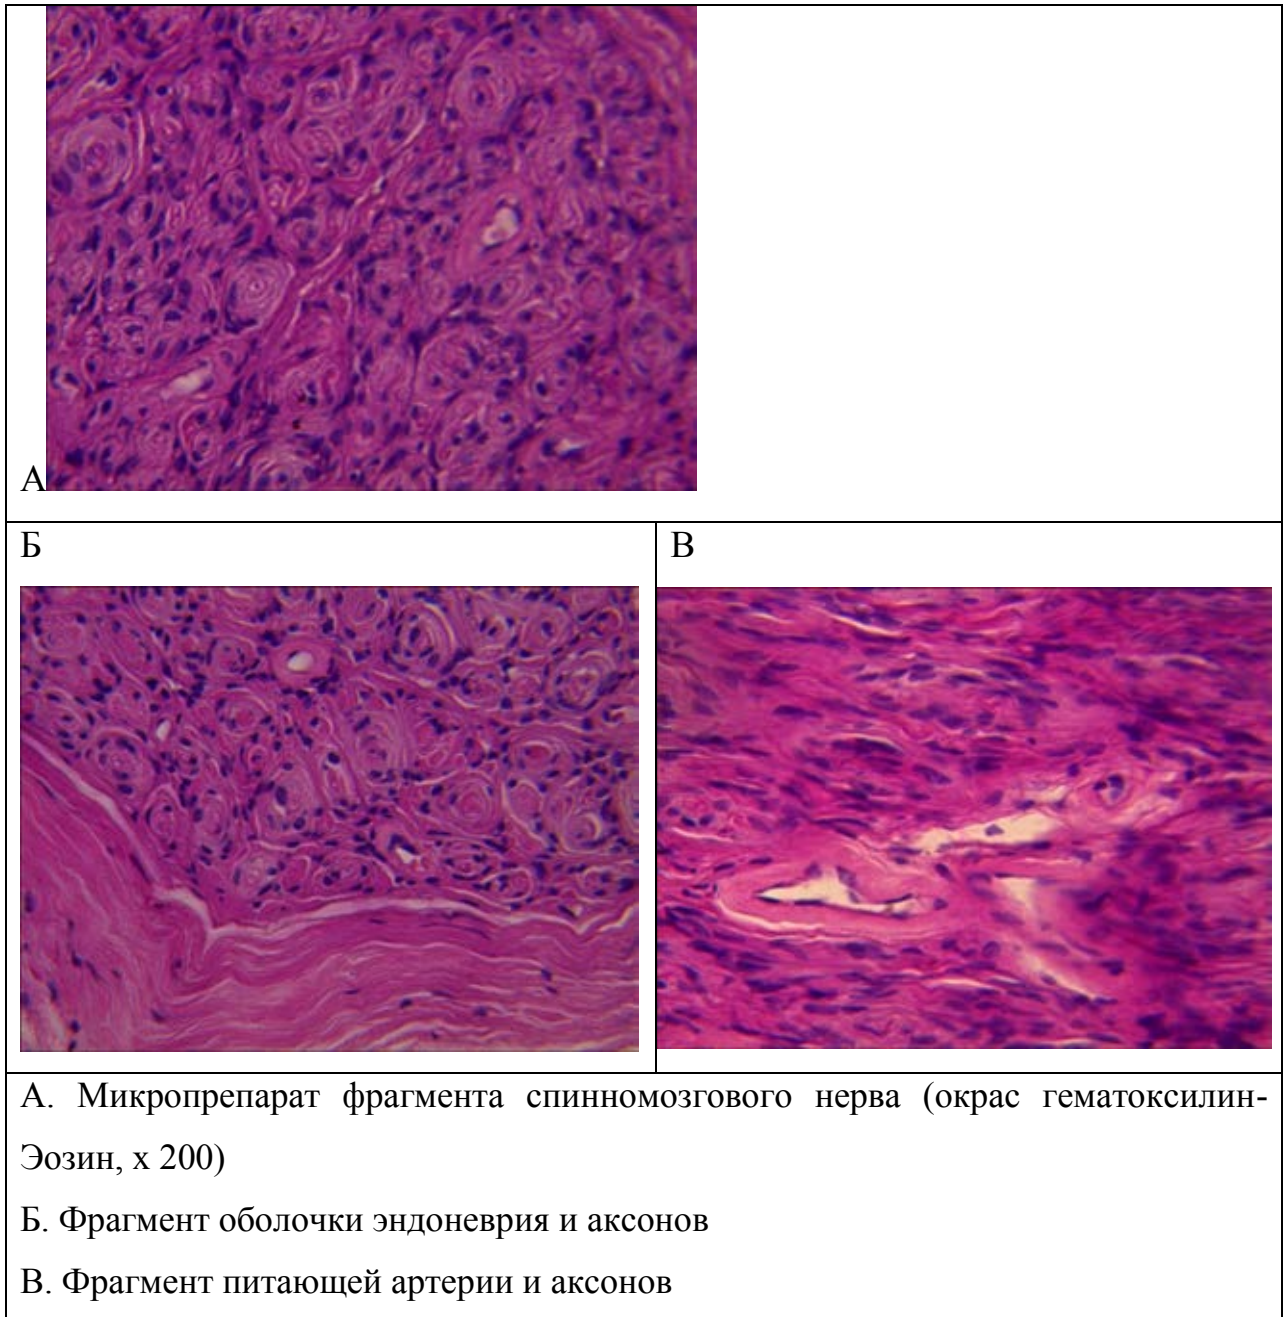 А
Б
В
А. Микропрепарат фрагмента спинномозгового нерва (окрас гематоксилин-
Эозин, х 200)
Б. Фрагмент оболочки эндоневрия и аксонов
В. Фрагмент питающей артерии и аксонов